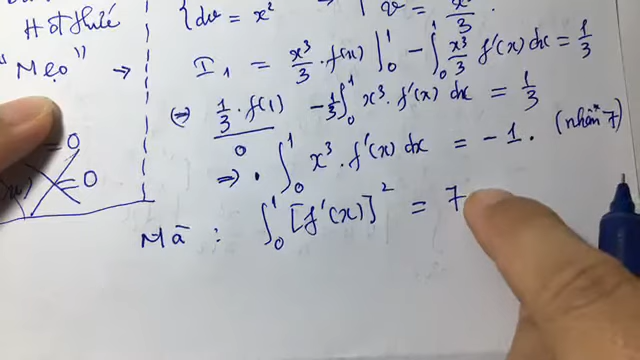 Hót thiế
"Mẹo" →
{ dv = x² → v = x³/3.
I₁ = x³/3 . f(x) |₀¹ - ∫₀¹ x³/3 f'(x) dx = 1/3
⇔ 1/3 . f(1) - 1/3 ∫₀¹ x³. f'(x) dx = 1/3
0
⇒ • ∫₀¹ x³. f'(x) dx = - 1. (nhân* 7)
Mà : ∫₀¹ [f'(x)]² = 7
= 0
= 0